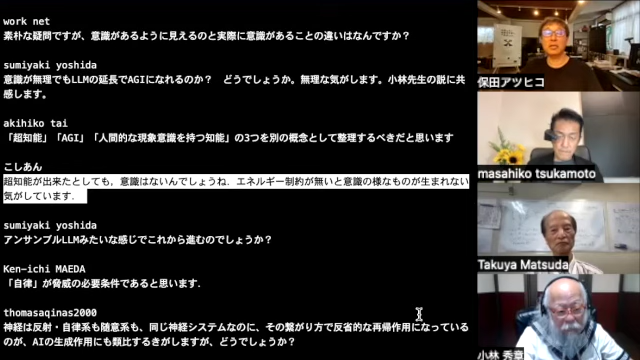 work net
素朴な疑問ですが、意識があるように見えるのと実際に意識があることの違いはなんですか？
sumiyaki yoshida
意識が無理でもLLMの延長でAGIになれるのか？　どうでしょうか。無理な気がします。小林先生の説に共
感します。
akihiko tai
「超知能」「AGI」「人間的な現象意識を持つ知能」の3つを別の概念として整理するべきだと思います
こしあん
超知能が出来たとしても，意識はないんでしょうね．エネルギー制約が無いと意識の様なものが生まれない
気がしています．
sumiyaki yoshida
アンサンブルLLMみたいな感じでこれから進むのでしょうか？
Ken-ichi MAEDA
「自律」が脅威の必要条件であると思います．
thomasaqinas2000
神経は反射・自律系も随意系も、同じ神経システムなのに、その繋がり方で反省的な再帰作用になっている
のが、AIの生成作用にも類比するきがしますが、どうでしょうか？
保田アツヒコ
masahiko tsukamoto
Takuya Matsuda
小林 秀章